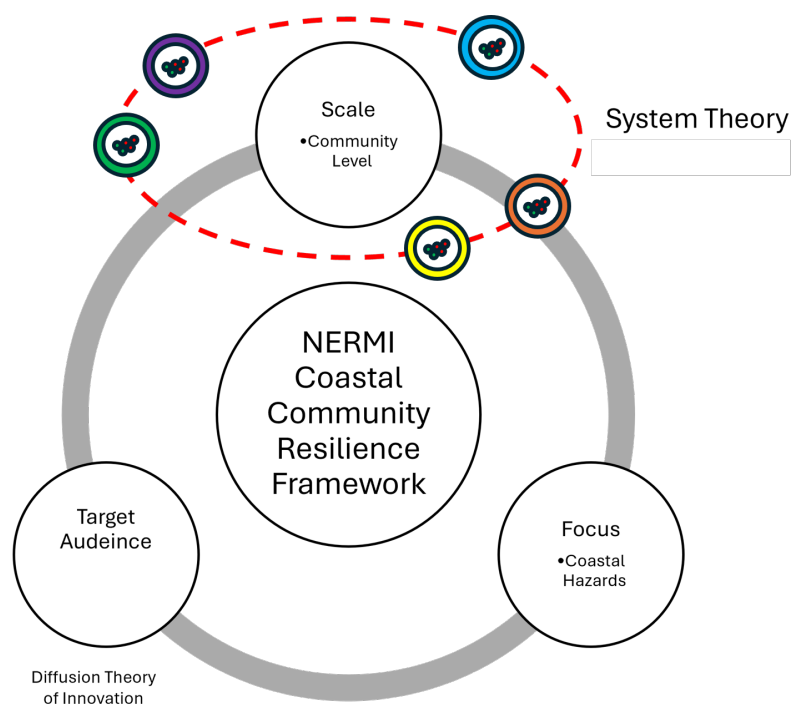 Scale
•Community
Level
System Theory
NERMI
Coastal
Community
Resilience
Framework
Target
Audeince
Focus
•Coastal
Hazards
Diffusion Theory
of Innovation